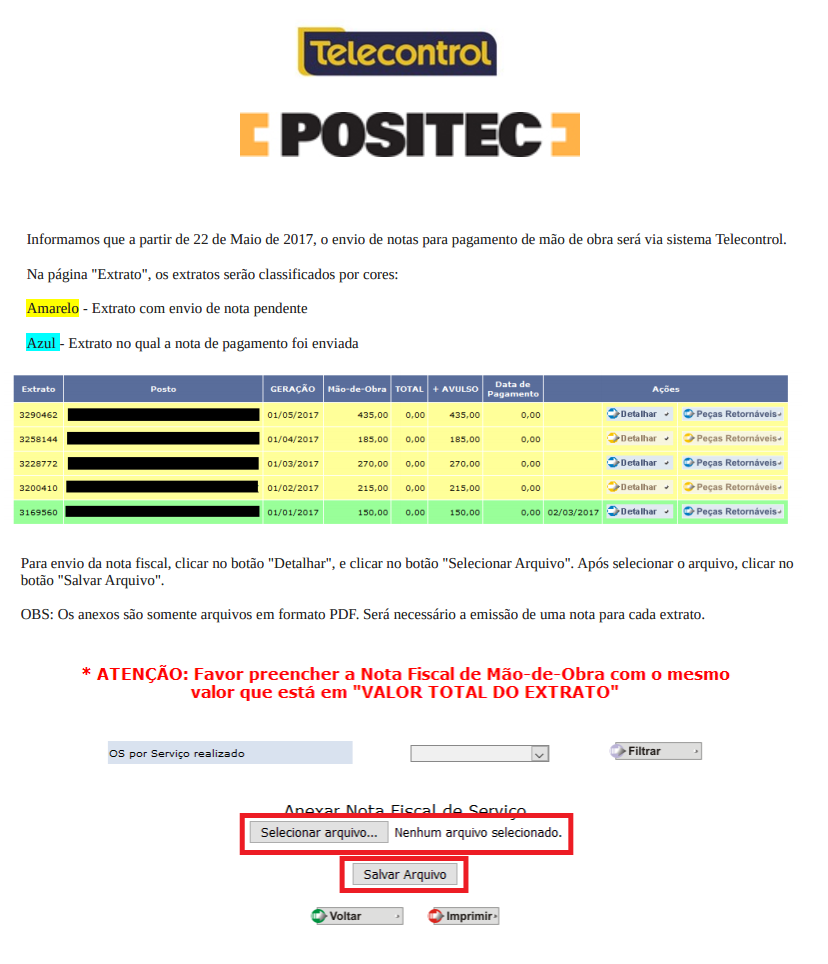 Telecontrol
POSITEC
Informamos que a partir de 22 de Maio de 2017, o envio de notas para pagamento de mão de obra será via sistema Telecontrol.
Na página "Extrato", os extratos serão classificados por cores:
Amarelo - Extrato com envio de nota pendente
Azul - Extrato no qual a nota de pagamento foi enviada
Extrato Posto GERAÇÃO Mão-de-Obra TOTAL + AVULSO Data de Pagamento Ações
3290462 01/05/2017 435,00 0,00 435,00 0,00 Detalhar Peças Retornáveis
3258144 01/04/2017 185,00 0,00 185,00 0,00 Detalhar Peças Retornáveis
3228772 01/03/2017 270,00 0,00 270,00 0,00 Detalhar Peças Retornáveis
3200410 01/02/2017 215,00 0,00 215,00 0,00 Detalhar Peças Retornáveis
3169560 01/01/2017 150,00 0,00 150,00 0,00 02/03/2017 Detalhar Peças Retornáveis
Para envio da nota fiscal, clicar no botão "Detalhar", e clicar no botão "Selecionar Arquivo". Após selecionar o arquivo, clicar no
botão "Salvar Arquivo".
OBS: Os anexos são somente arquivos em formato PDF. Será necessário a emissão de uma nota para cada extrato.
* ATENÇÃO: Favor preencher a Nota Fiscal de Mão-de-Obra com o mesmo
valor que está em "VALOR TOTAL DO EXTRATO"
OS por Serviço realizado Filtrar
Anexar Nota Fiscal de Serviço
Selecionar arquivo... Nenhum arquivo selecionado.
Salvar Arquivo
Voltar Imprimir